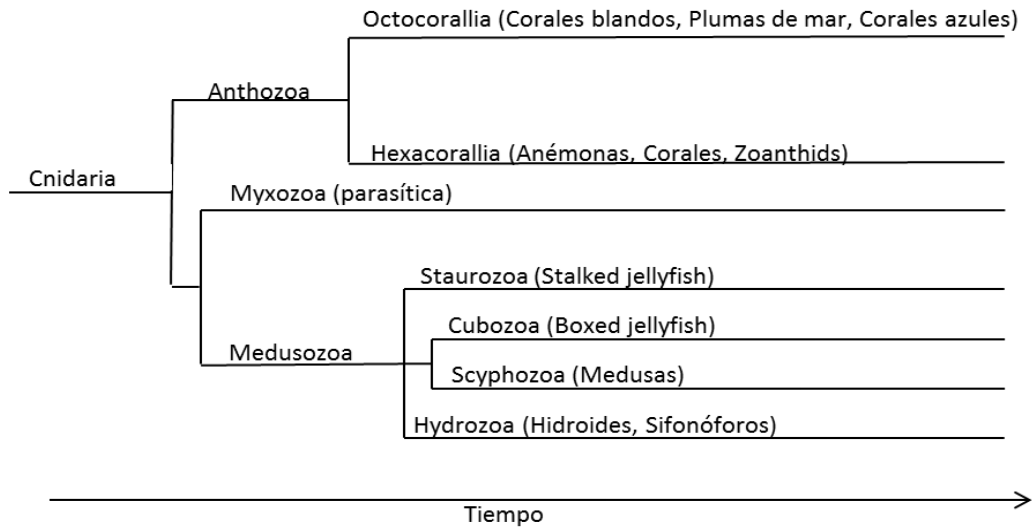 Octocorallia (Corales blandos, Plumas de mar, Corales azules)
Anthozoa
Hexacorallia (Anémonas, Corales, Zoanthids)
Cnidaria
Myxozoa (parasítica)
Staurozoa (Stalked jellyfish)
Cubozoa (Boxed jellyfish)
Medusozoa
Scyphozoa (Medusas)
Hydrozoa (Hidroides, Sifonóforos)
Tiempo